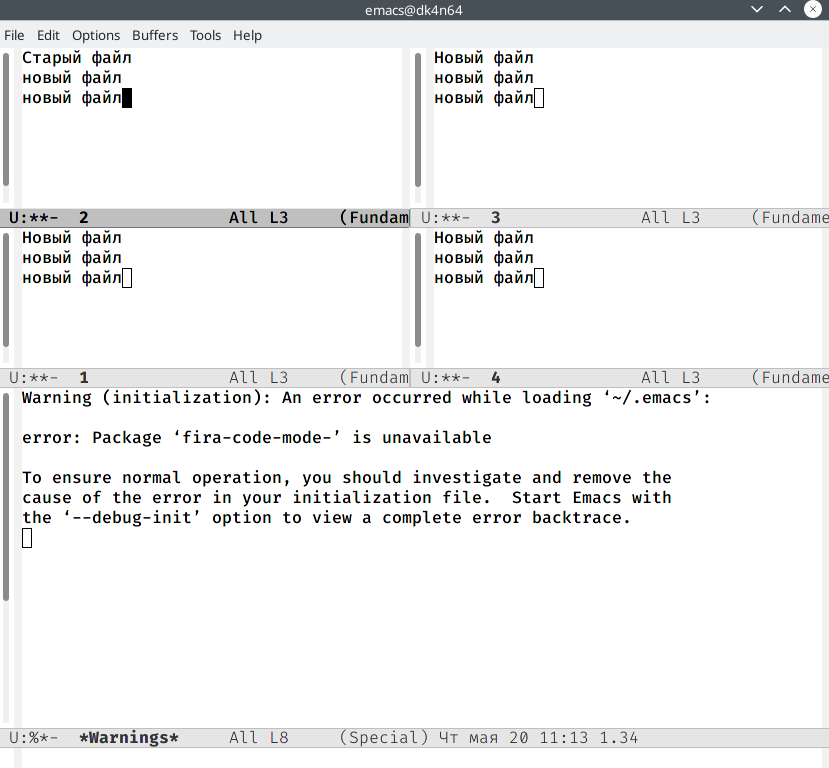 emacs@dk4n64
File Edit Options Buffers Tools Help
Старый файл
новый файл
новый файл
U:**- 2 All L3 (Fundam
Новый файл
новый файл
новый файл
U:**- 3 All L3 (Fundame
Новый файл
новый файл
новый файл
U:**- 1 All L3 (Fundam
Новый файл
новый файл
новый файл
U:**- 4 All L3 (Fundame
Warning (initialization): An error occurred while loading ‘~/.emacs’:
error: Package ‘fira-code-mode-’ is unavailable
To ensure normal operation, you should investigate and remove the
cause of the error in your initialization file.  Start Emacs with
the ‘--debug-init’ option to view a complete error backtrace.
U:%*- *Warnings* All L8 (Special) Чт мая 20 11:13 1.34